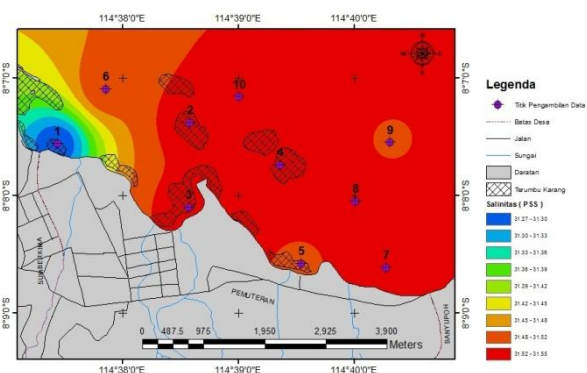 114°38'0"E 114°39'0"E 114°40'0"E
8°7'0"S
8°7'0"S
6
10
2
1
9
4
8°8'0"S
8°8'0"S
8
3
5
7
SUMBERKIMA
PEMUTERAN
BANYUPOH
8°9'0"S
8°9'0"S
0 487.5 975 1,950 2,925 3,900
Meters
114°38'0"E 114°39'0"E 114°40'0"E
Legenda
Titik Pengambilan Data
Batas Desa
Jalan
Sungai
Daratan
Terumbu Karang
Salinitas ( PSS )
31.27 - 31.30
31.30 - 31.33
31.33 - 31.36
31.36 - 31.39
31.39 - 31.42
31.42 - 31.45
31.45 - 31.48
31.48 - 31.52
31.52 - 31.55